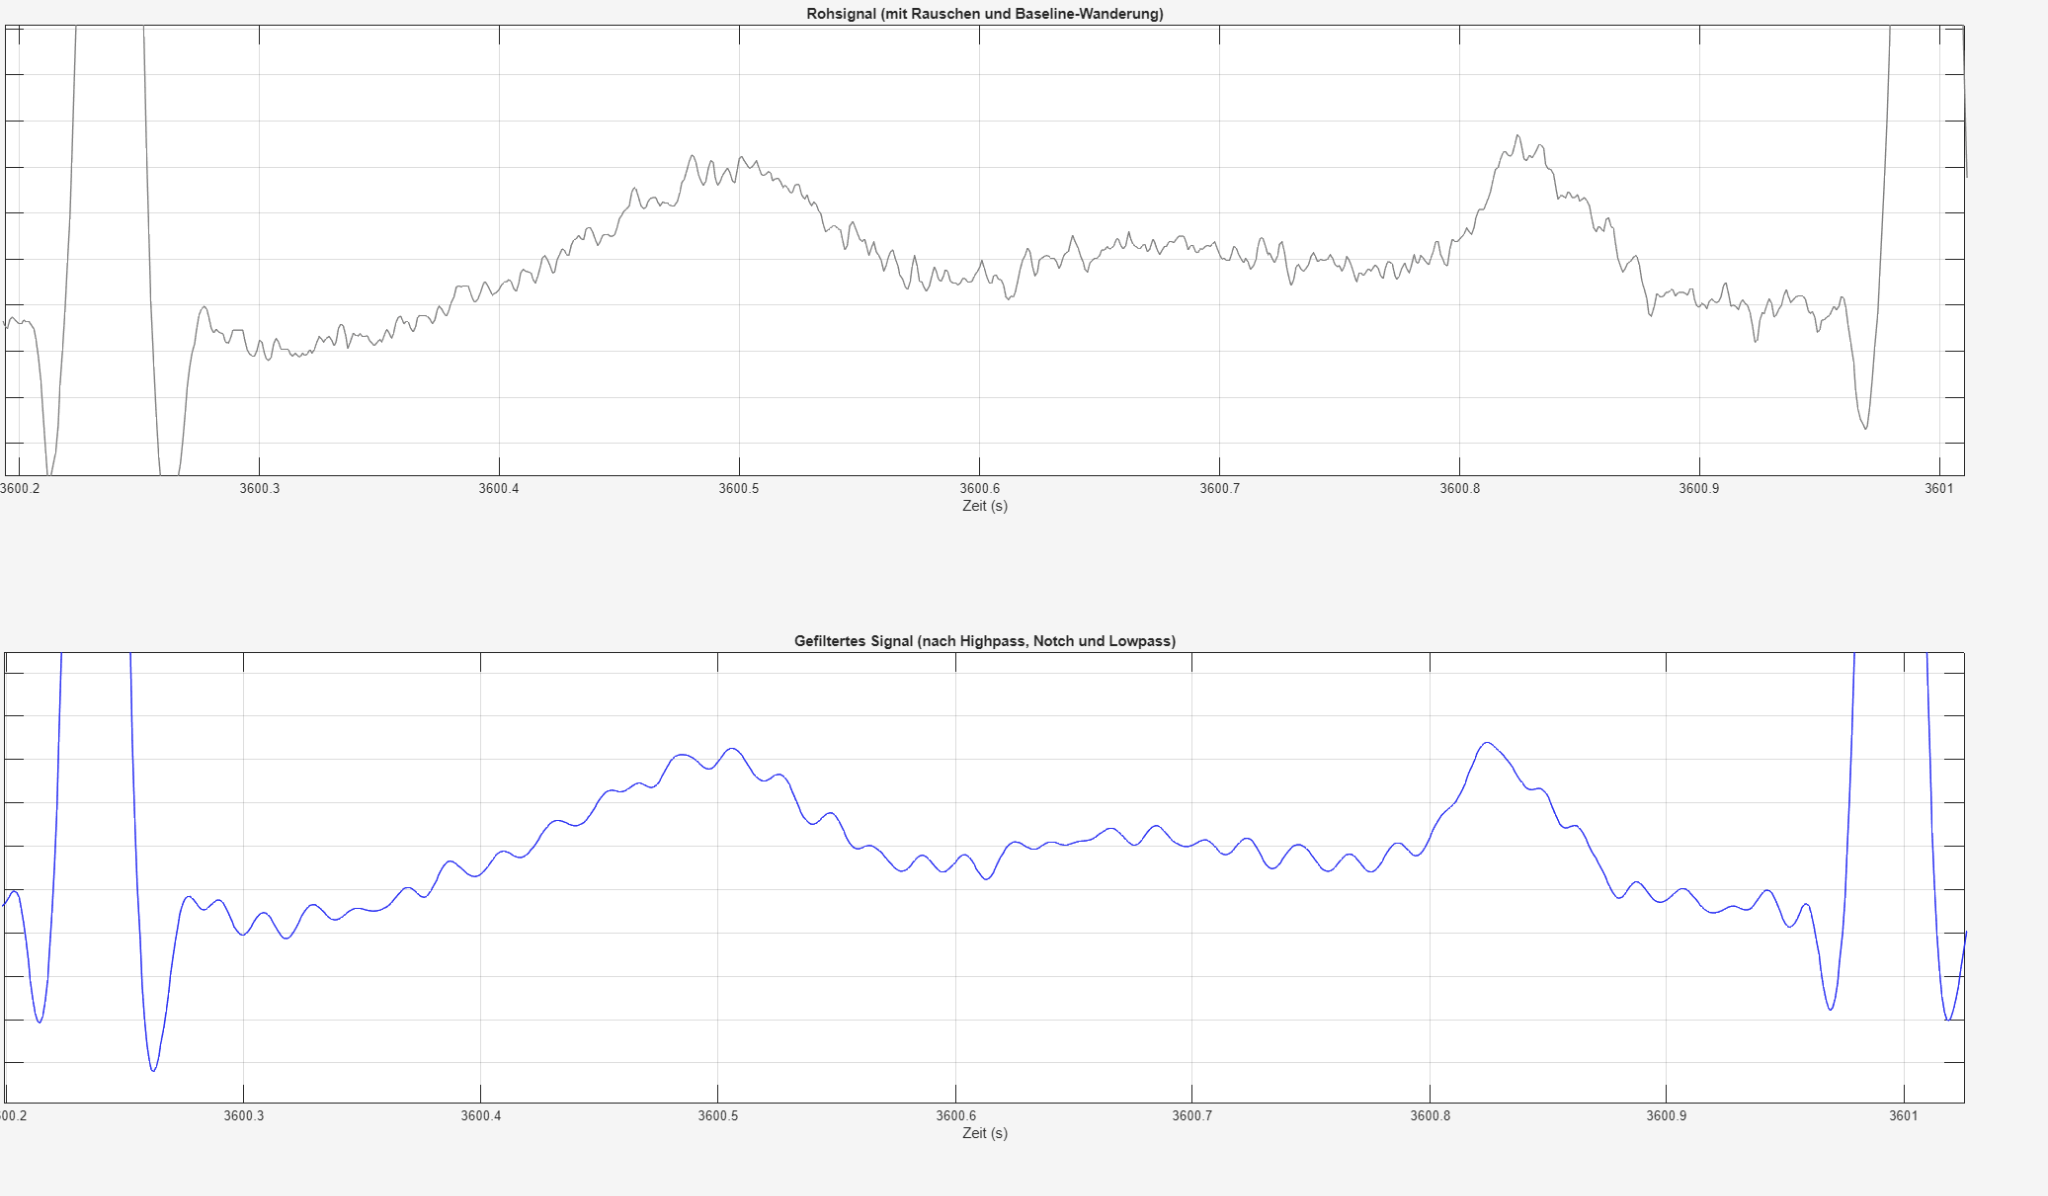 Rohsignal (mit Rauschen und Baseline-Wanderung)
3600.2 3600.3 3600.4 3600.5 3600.6 3600.7 3600.8 3600.9 3601
Zeit (s)
Gefiltertes Signal (nach Highpass, Notch und Lowpass)
00.2 3600.3 3600.4 3600.5 3600.6 3600.7 3600.8 3600.9 3601
Zeit (s)